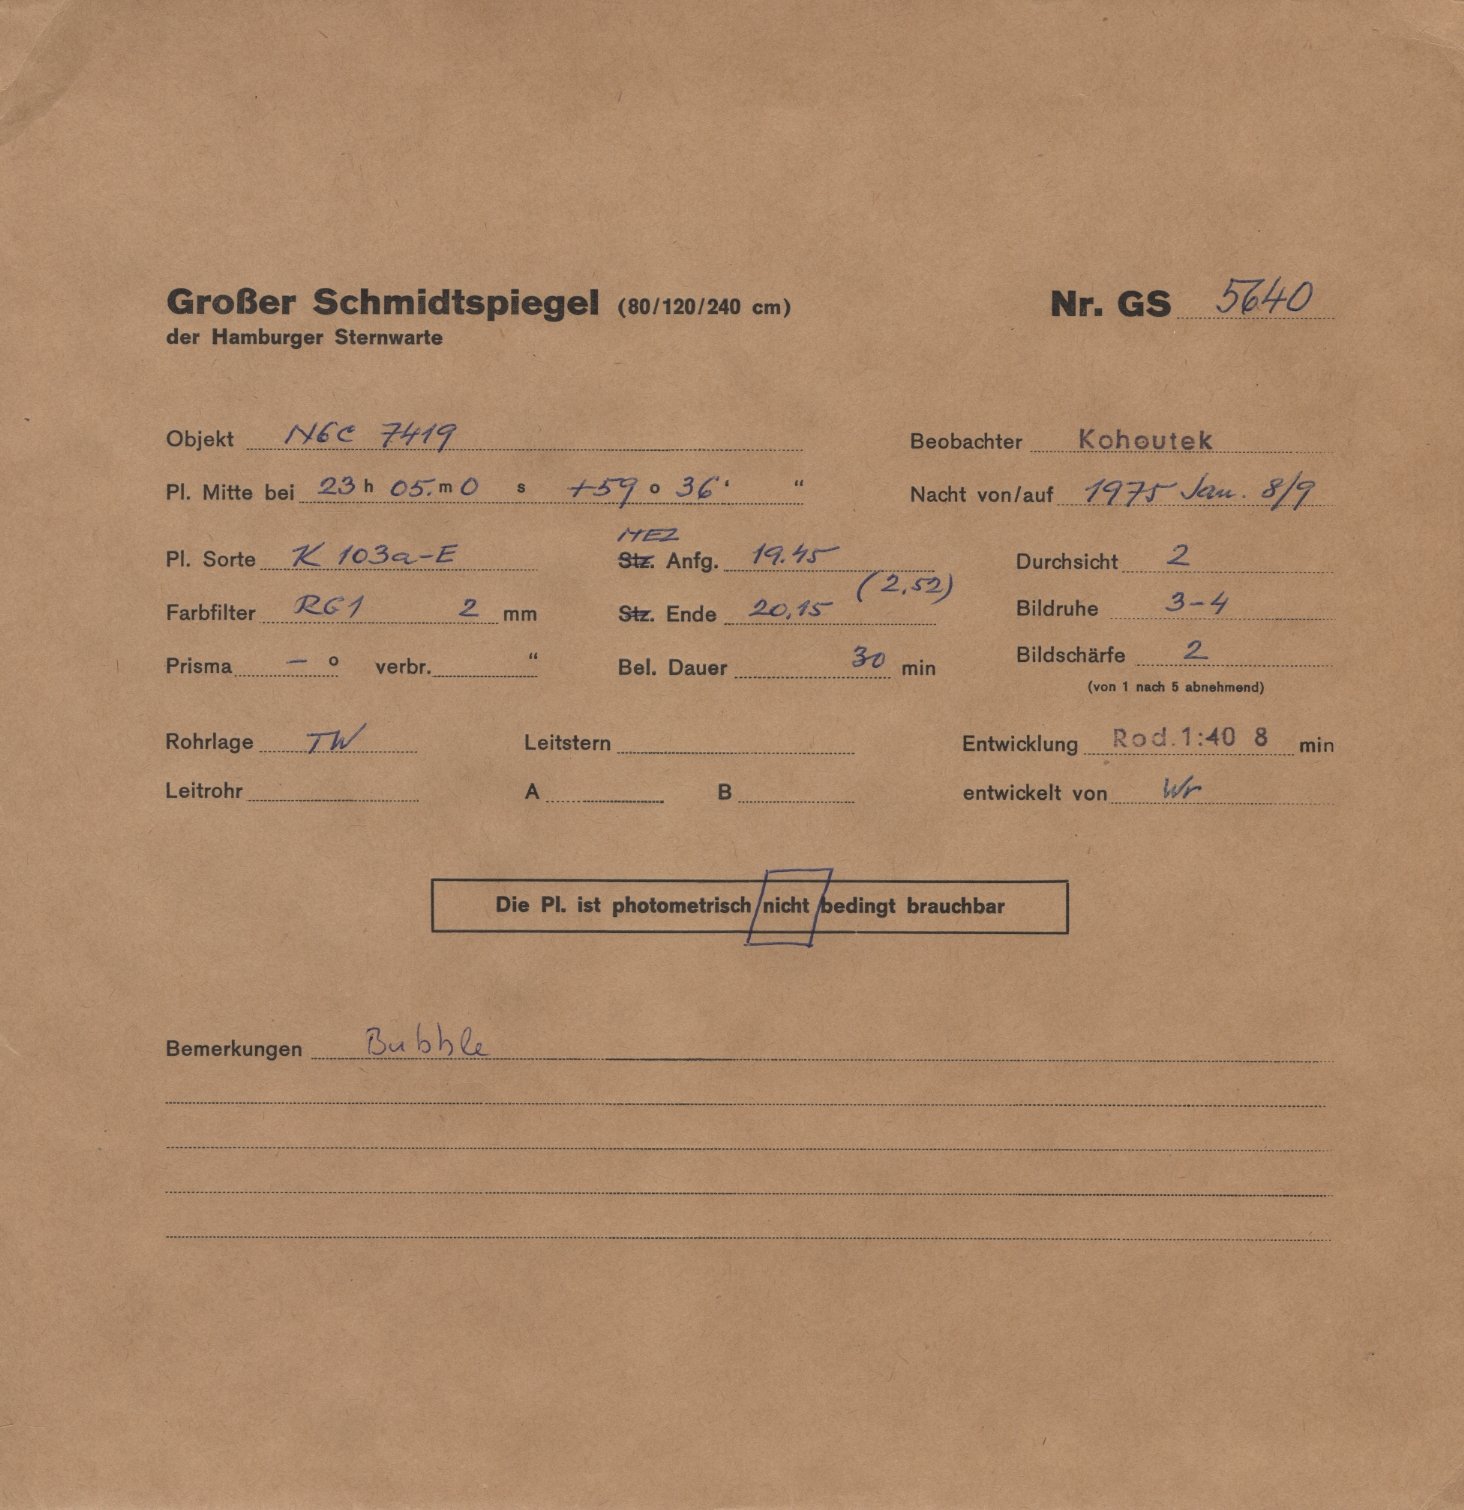 Großer Schmidtspiegel (80/120/240 cm) Nr. GS 5640
der Hamburger Sternwarte
Objekt NGC 7419 Beobachter Kohoutek
Pl. Mitte bei 23 h 05. m 0 s +59 o 36 ‘ “ Nacht von/auf 1975 Jan. 8/9
MEZ
Pl. Sorte K 103a-E Stz. Anfg. 19.45 Durchsicht 2
(2,52)
Farbfilter RG1 2 mm Stz. Ende 20,15 Bildruhe 3-4
Prisma – o verbr. “ Bel. Dauer 30 min Bildschärfe 2
(von 1 nach 5 abnehmend)
Rohrlage TW Leitstern Entwicklung Rod.1:40 8 min
Leitrohr A B entwickelt von Wr
Die Pl. ist photometrisch nicht bedingt brauchbar
Bemerkungen Bubble